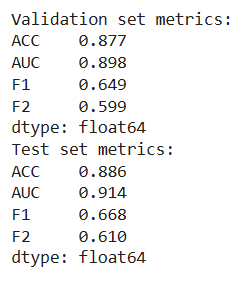 Validation set metrics:
ACC    0.877
AUC    0.898
F1     0.649
F2     0.599
dtype: float64
Test set metrics:
ACC    0.886
AUC    0.914
F1     0.668
F2     0.610
dtype: float64